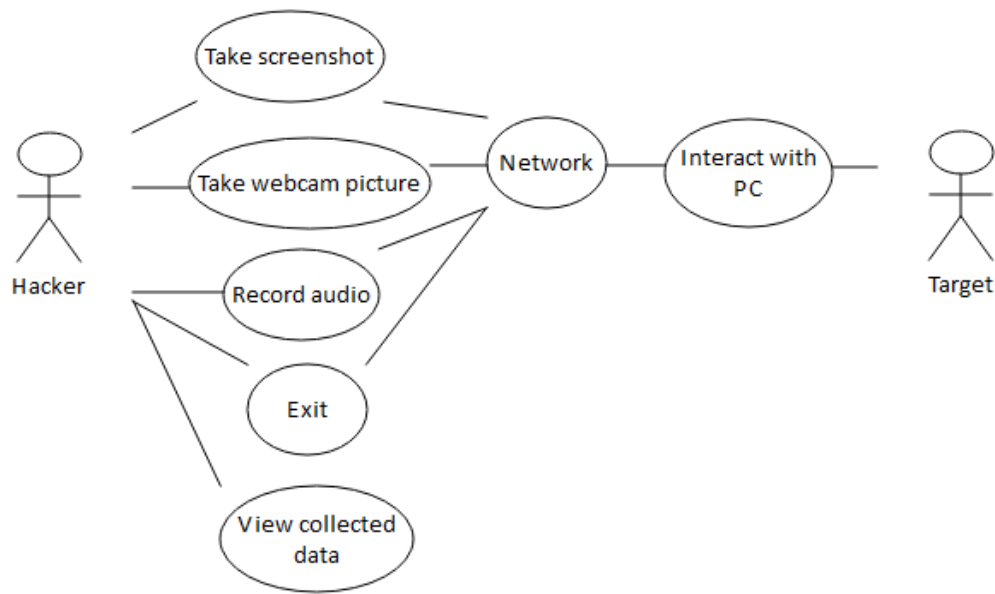 Take screenshot
Take webcam picture
Network
Interact with
PC
Hacker
Record audio
Target
Exit
View collected
data